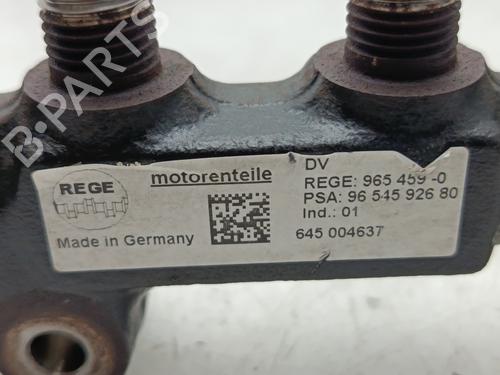 REGE
motorenteile
Made in Germany
DV
REGE: 965 459 -0
PSA: 96 545 926 80
Ind.: 01
645 004637
B-PARTS